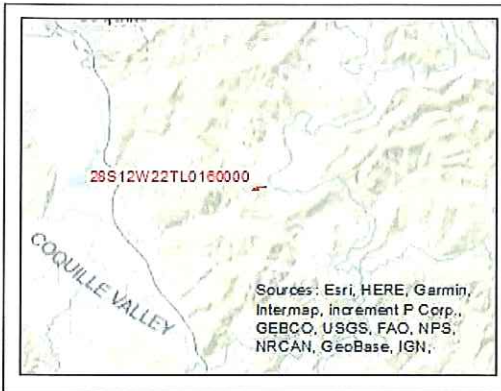 28S12W22TL0160000
COQUILLE VALLEY
Sources: Esri, HERE, Garmin,
Intermap, increment P Corp.,
GEBCO, USGS, FAO, NPS,
NRCAN, GeoBase, IGN,